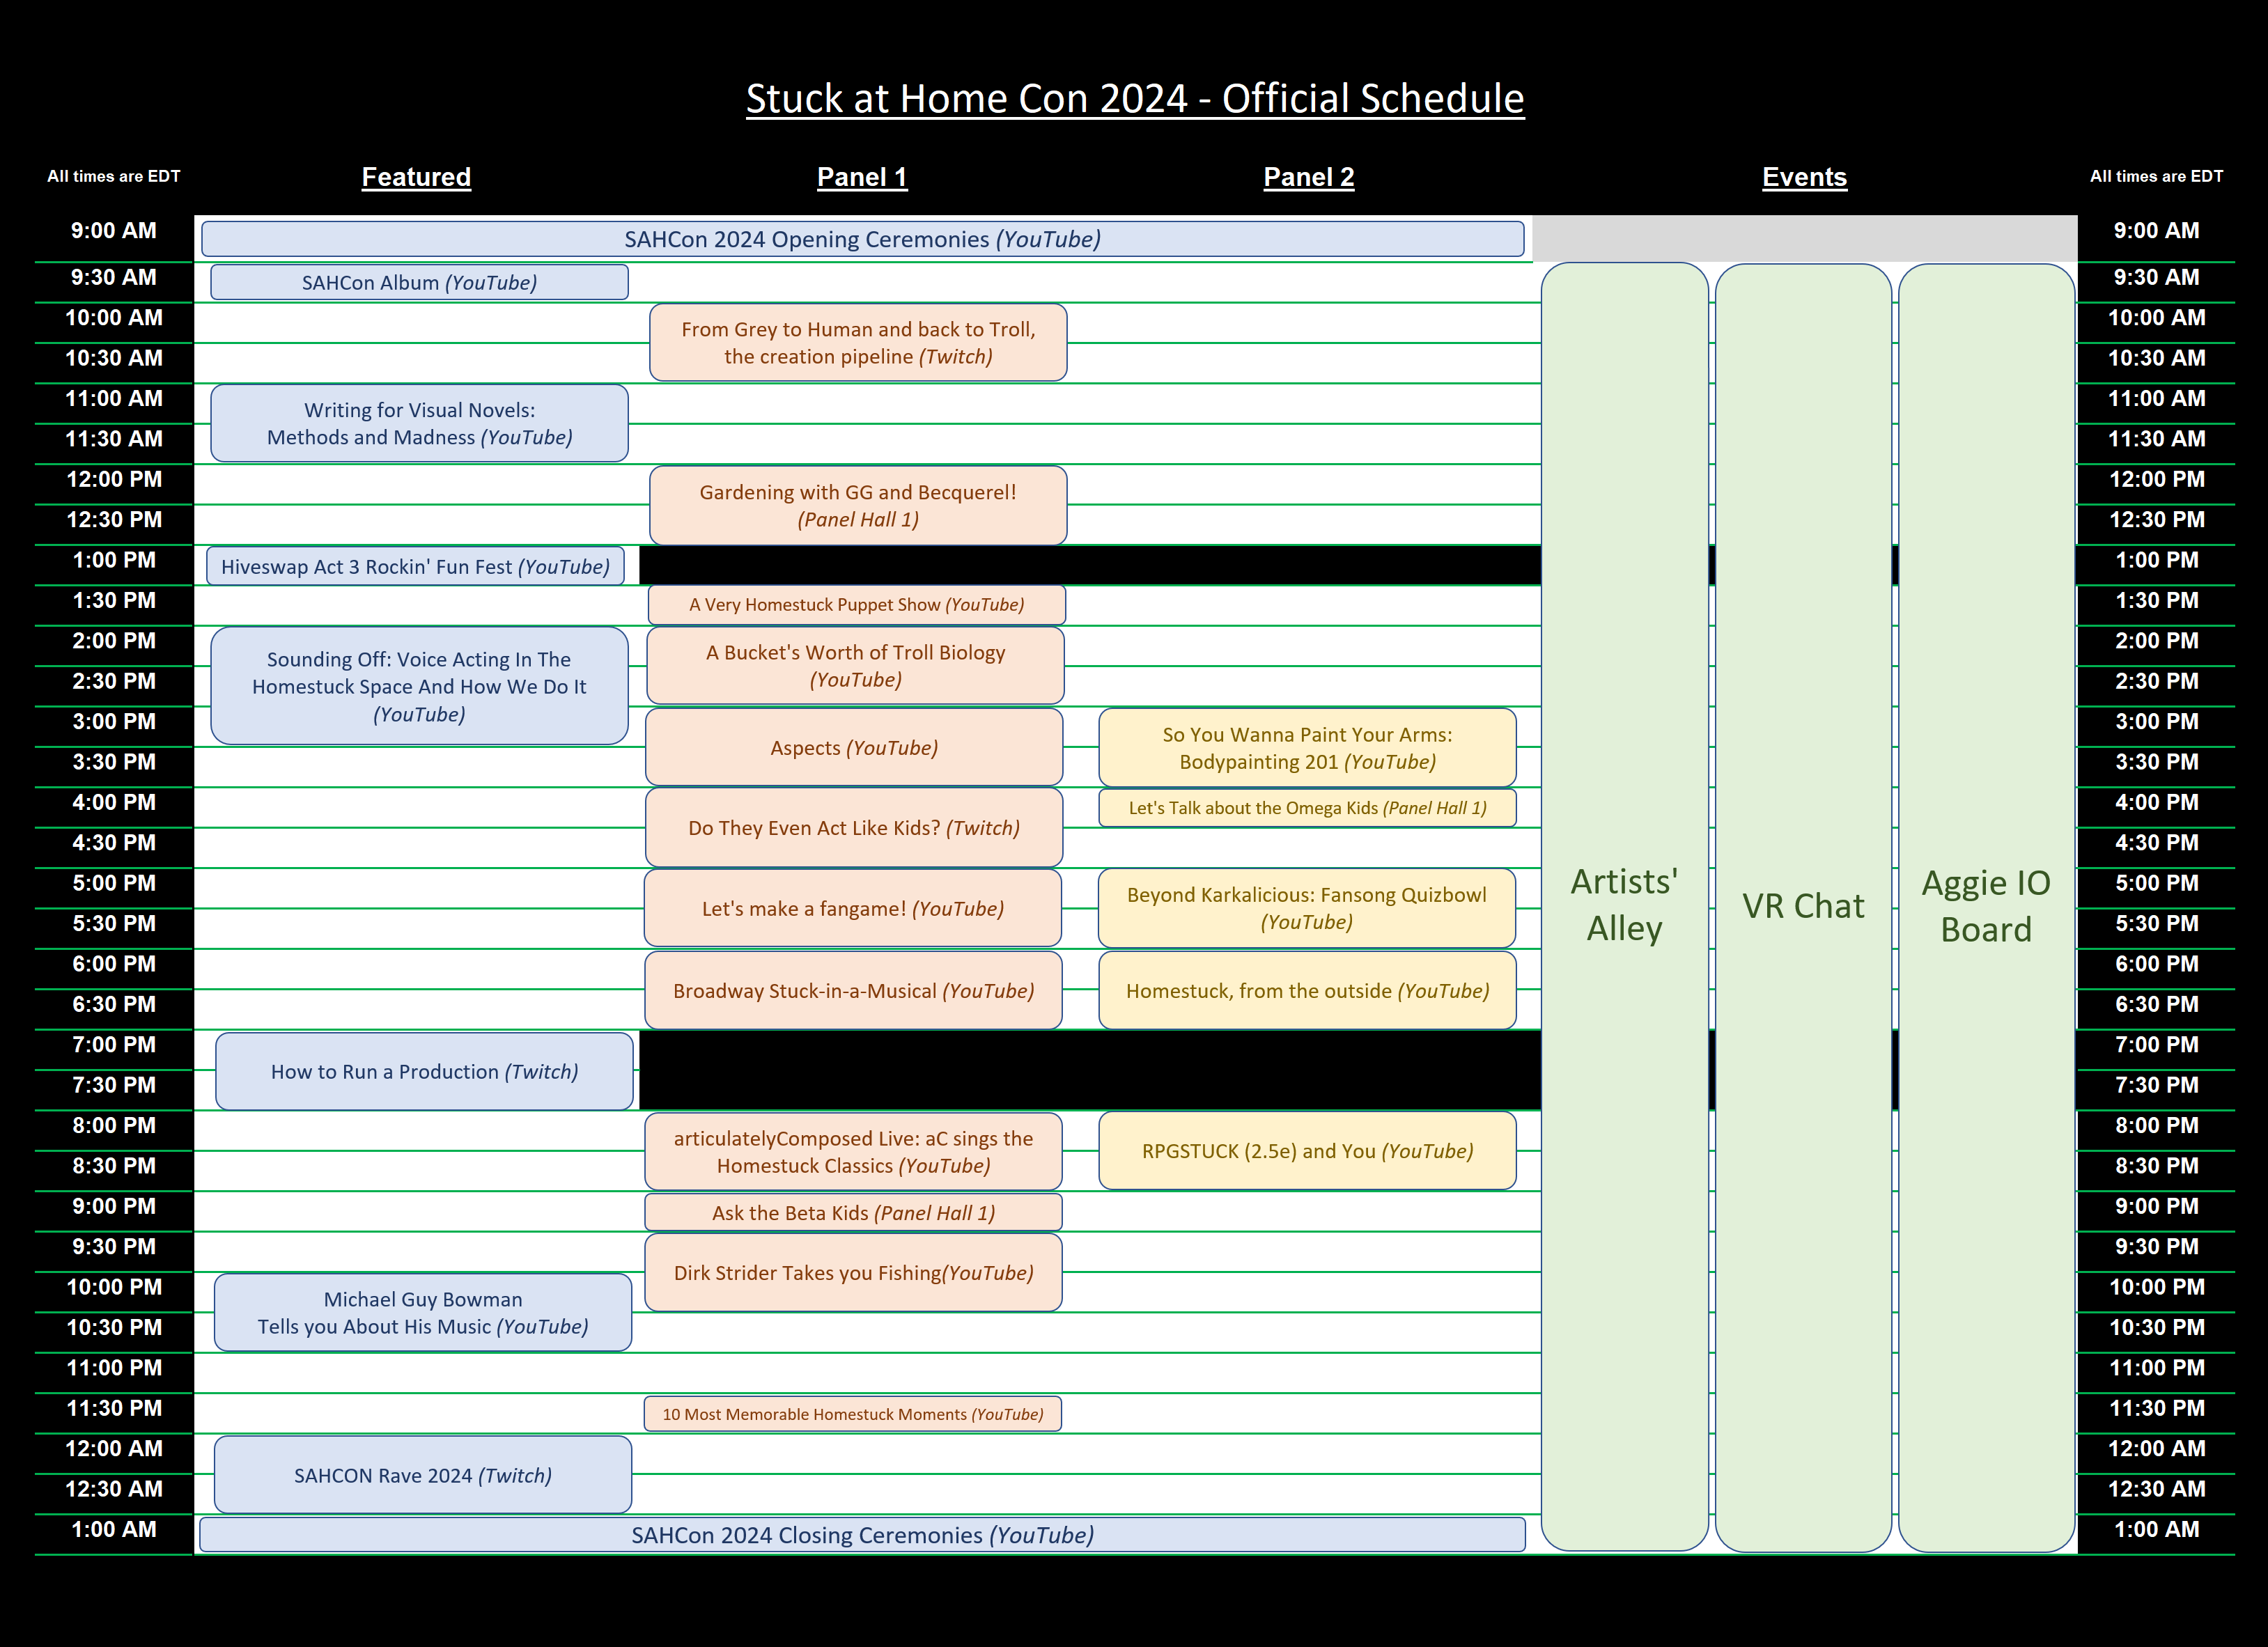 Stuck at Home Con 2024 - Official Schedule
All times are EDT
Featured
Panel 1
Panel 2
Events
All times are EDT
9:00 AM
SAHCon 2024 Opening Ceremonies (YouTube)
9:00 AM
9:30 AM
SAHCon Album (YouTube)
9:30 AM
10:00 AM
From Grey to Human and back to Troll,
the creation pipeline (Twitch)
10:00 AM
10:30 AM
10:30 AM
11:00 AM
Writing for Visual Novels:
Methods and Madness (YouTube)
11:00 AM
11:30 AM
11:30 AM
12:00 PM
Gardening with GG and Becquerel!
(Panel Hall 1)
12:00 PM
12:30 PM
12:30 PM
1:00 PM
Hiveswap Act 3 Rockin' Fun Fest (YouTube)
1:00 PM
1:30 PM
A Very Homestuck Puppet Show (YouTube)
1:30 PM
2:00 PM
Sounding Off: Voice Acting In The
Homestuck Space And How We Do It
(YouTube)
A Bucket's Worth of Troll Biology
(YouTube)
2:00 PM
2:30 PM
2:30 PM
3:00 PM
Aspects (YouTube)
So You Wanna Paint Your Arms:
Bodypainting 201 (YouTube)
3:00 PM
3:30 PM
3:30 PM
4:00 PM
Do They Even Act Like Kids? (Twitch)
Let's Talk about the Omega Kids (Panel Hall 1)
4:00 PM
4:30 PM
4:30 PM
5:00 PM
Let's make a fangame! (YouTube)
Beyond Karkalicious: Fansong Quizbowl
(YouTube)
Artists'
Alley
VR Chat
Aggie IO
Board
5:00 PM
5:30 PM
5:30 PM
6:00 PM
Broadway Stuck-in-a-Musical (YouTube)
Homestuck, from the outside (YouTube)
6:00 PM
6:30 PM
6:30 PM
7:00 PM
How to Run a Production (Twitch)
7:00 PM
7:30 PM
7:30 PM
8:00 PM
articulatelyComposed Live: aC sings the
Homestuck Classics (YouTube)
RPGSTUCK (2.5e) and You (YouTube)
8:00 PM
8:30 PM
8:30 PM
9:00 PM
Ask the Beta Kids (Panel Hall 1)
9:00 PM
9:30 PM
Dirk Strider Takes you Fishing(YouTube)
9:30 PM
10:00 PM
Michael Guy Bowman
Tells you About His Music (YouTube)
10:00 PM
10:30 PM
10:30 PM
11:00 PM
11:00 PM
11:30 PM
10 Most Memorable Homestuck Moments (YouTube)
11:30 PM
12:00 AM
SAHCON Rave 2024 (Twitch)
12:00 AM
12:30 AM
12:30 AM
1:00 AM
SAHCon 2024 Closing Ceremonies (YouTube)
1:00 AM